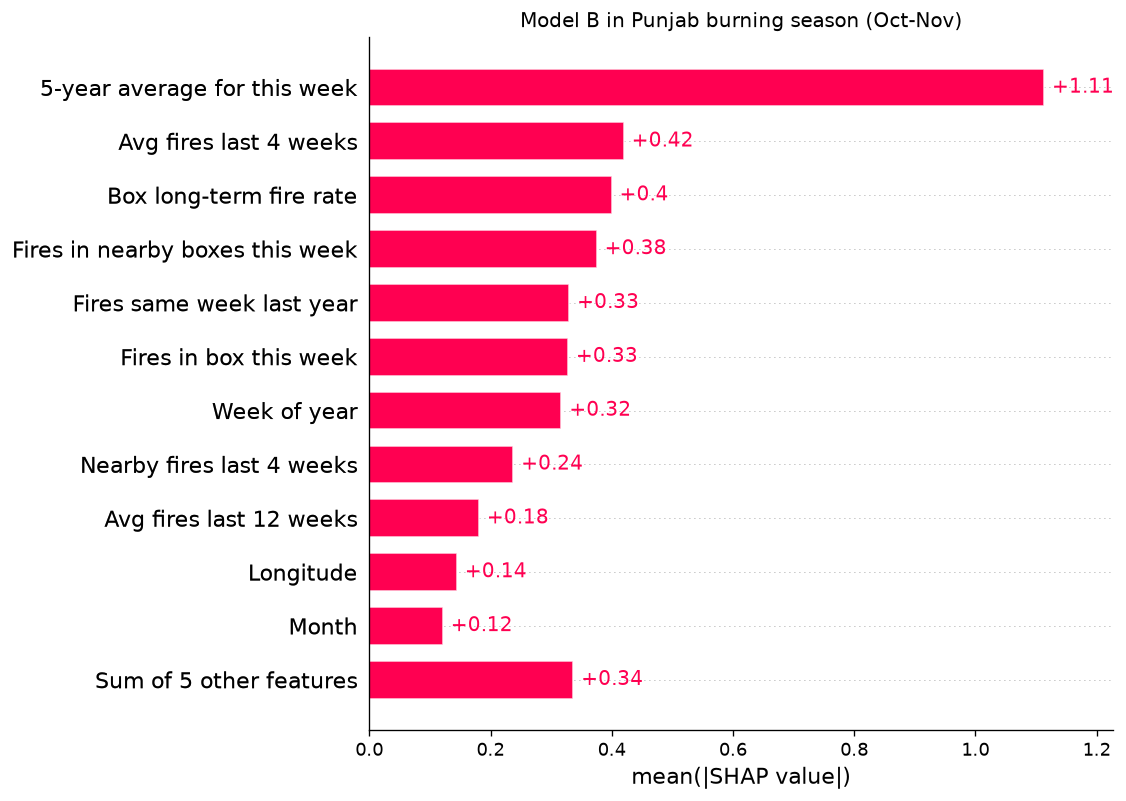 Model B in Punjab burning season (Oct-Nov)
5-year average for this week +1.11
Avg fires last 4 weeks +0.42
Box long-term fire rate +0.4
Fires in nearby boxes this week +0.38
Fires same week last year +0.33
Fires in box this week +0.33
Week of year +0.32
Nearby fires last 4 weeks +0.24
Avg fires last 12 weeks +0.18
Longitude +0.14
Month +0.12
Sum of 5 other features +0.34
0.0 0.2 0.4 0.6 0.8 1.0 1.2
mean(|SHAP value|)